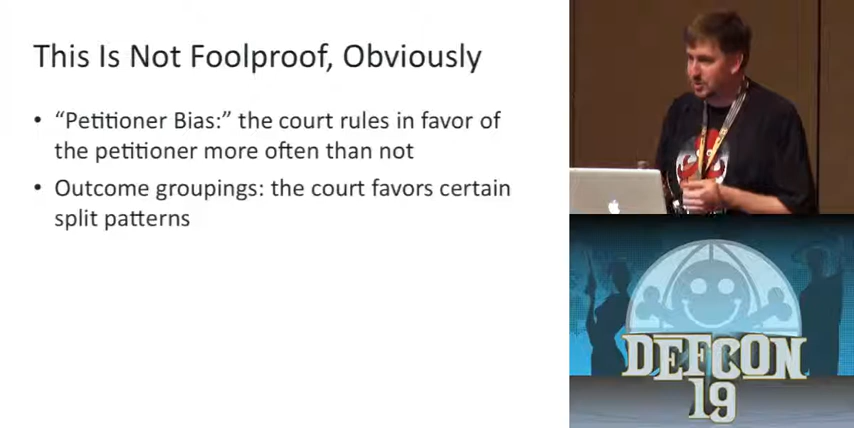 This Is Not Foolproof, Obviously
• “Petitioner Bias:” the court rules in favor of
the petitioner more often than not
• Outcome groupings: the court favors certain
split patterns
DEFCON
19